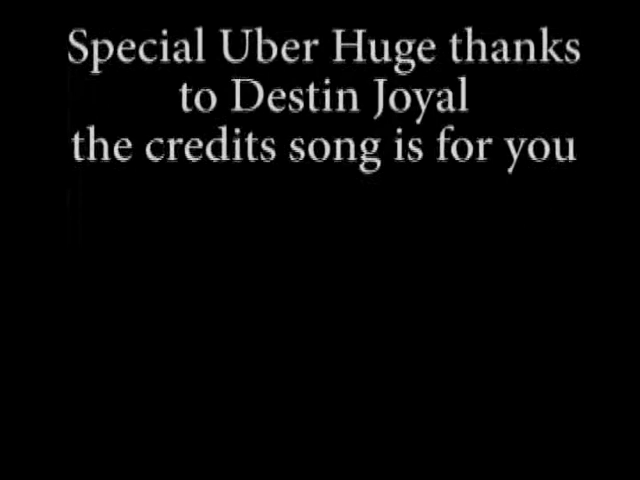 Special Uber Huge thanks
to Destin Joyal
the credits song is for you